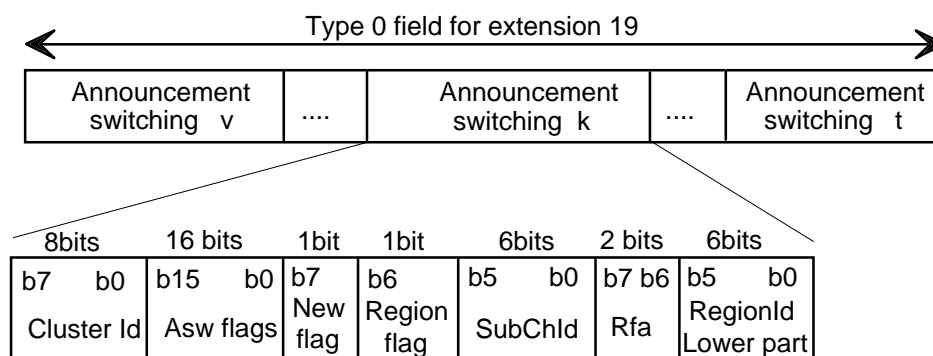 Type 0 field for extension 19
Announcement switching v
....
Announcement switching k
....
Announcement switching t
8bits 16 bits 1bit 1bit 6bits 2 bits 6bits
b7 b0 b15 b0 b7 b6 b5 b0 b7 b6 b5 b0
Cluster Id
Asw flags
New flag
Region flag
SubChId
Rfa
RegionId Lower part